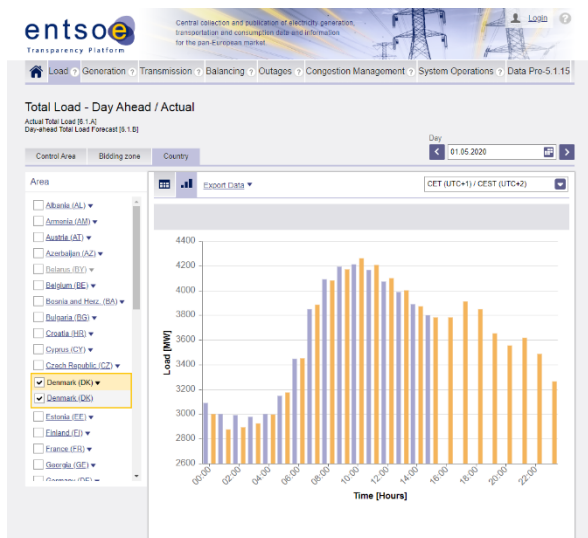 entsoe
Transparency Platform
Central collection and publication of electricity generation,
transportation and consumption data and information
for the pan-European market.
Login ?
Load ? Generation ? Transmission ? Balancing ? Outages ? Congestion Management ? System Operations ? Data Pre-5.1.15
Total Load - Day Ahead / Actual
Actual Total Load [6.1.A]
Day-ahead Total Load Forecast [6.1.B]
Day
01.05.2020
Control Area Bidding zone Country
Area
Export Data
CET (UTC+1) / CEST (UTC+2)
Albania (AL)
Armenia (AM)
Austria (AT)
Azerbaijan (AZ)
Belarus (BY)
Belgium (BE)
Bosnia and Herz. (BA)
Bulgaria (BG)
Croatia (HR)
Cyprus (CY)
Czech Republic (CZ)
Denmark (DK)
Denmark (DK)
Estonia (EE)
Finland (FI)
France (FR)
Georgia (GE)
Germany (DE)
Load [MW]
4400
4200
4000
3800
3600
3400
3200
3000
2800
2600
00:00 02:00 04:00 06:00 08:00 10:00 12:00 14:00 16:00 18:00 20:00 22:00
Time [Hours]